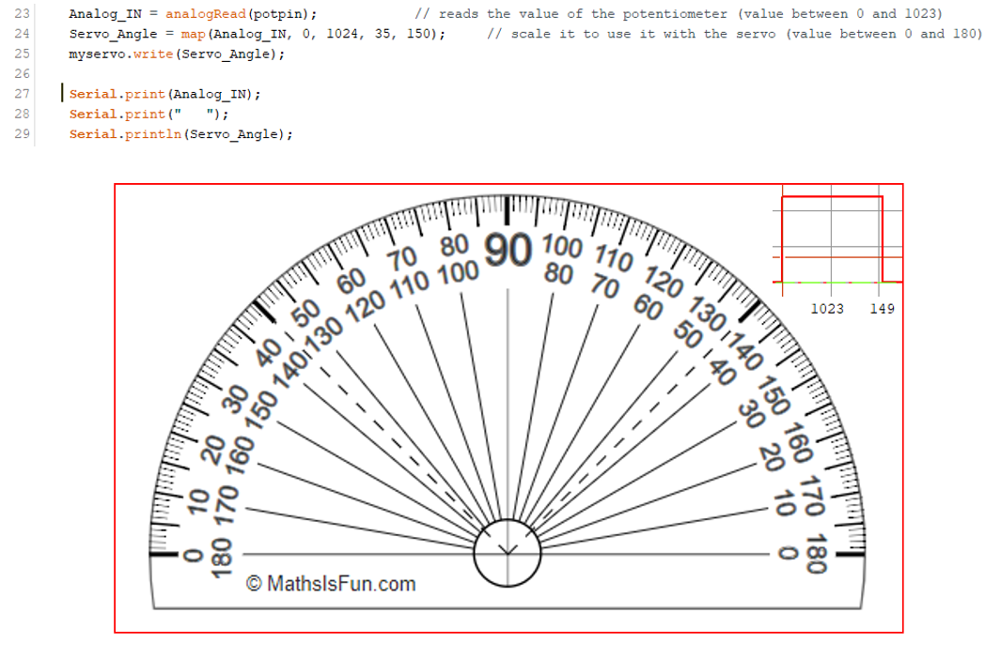 23 Analog_IN = analogRead(potpin); // reads the value of the potentiometer (value between 0 and 1023)
24 Servo_Angle = map(Analog_IN, 0, 1024, 35, 150); // scale it to use it with the servo (value between 0 and 180)
25 myservo.write(Servo_Angle);
26
27 Serial.print(Analog_IN);
28 Serial.print("   ");
29 Serial.println(Servo_Angle);
1023 149
0 10 20 30 40 50 60 70 80 90 100 110 120 130 140 150 160 170 180
180 170 160 150 140 130 120 110 100 80 70 60 50 40 30 20 10 0
© MathsIsFun.com